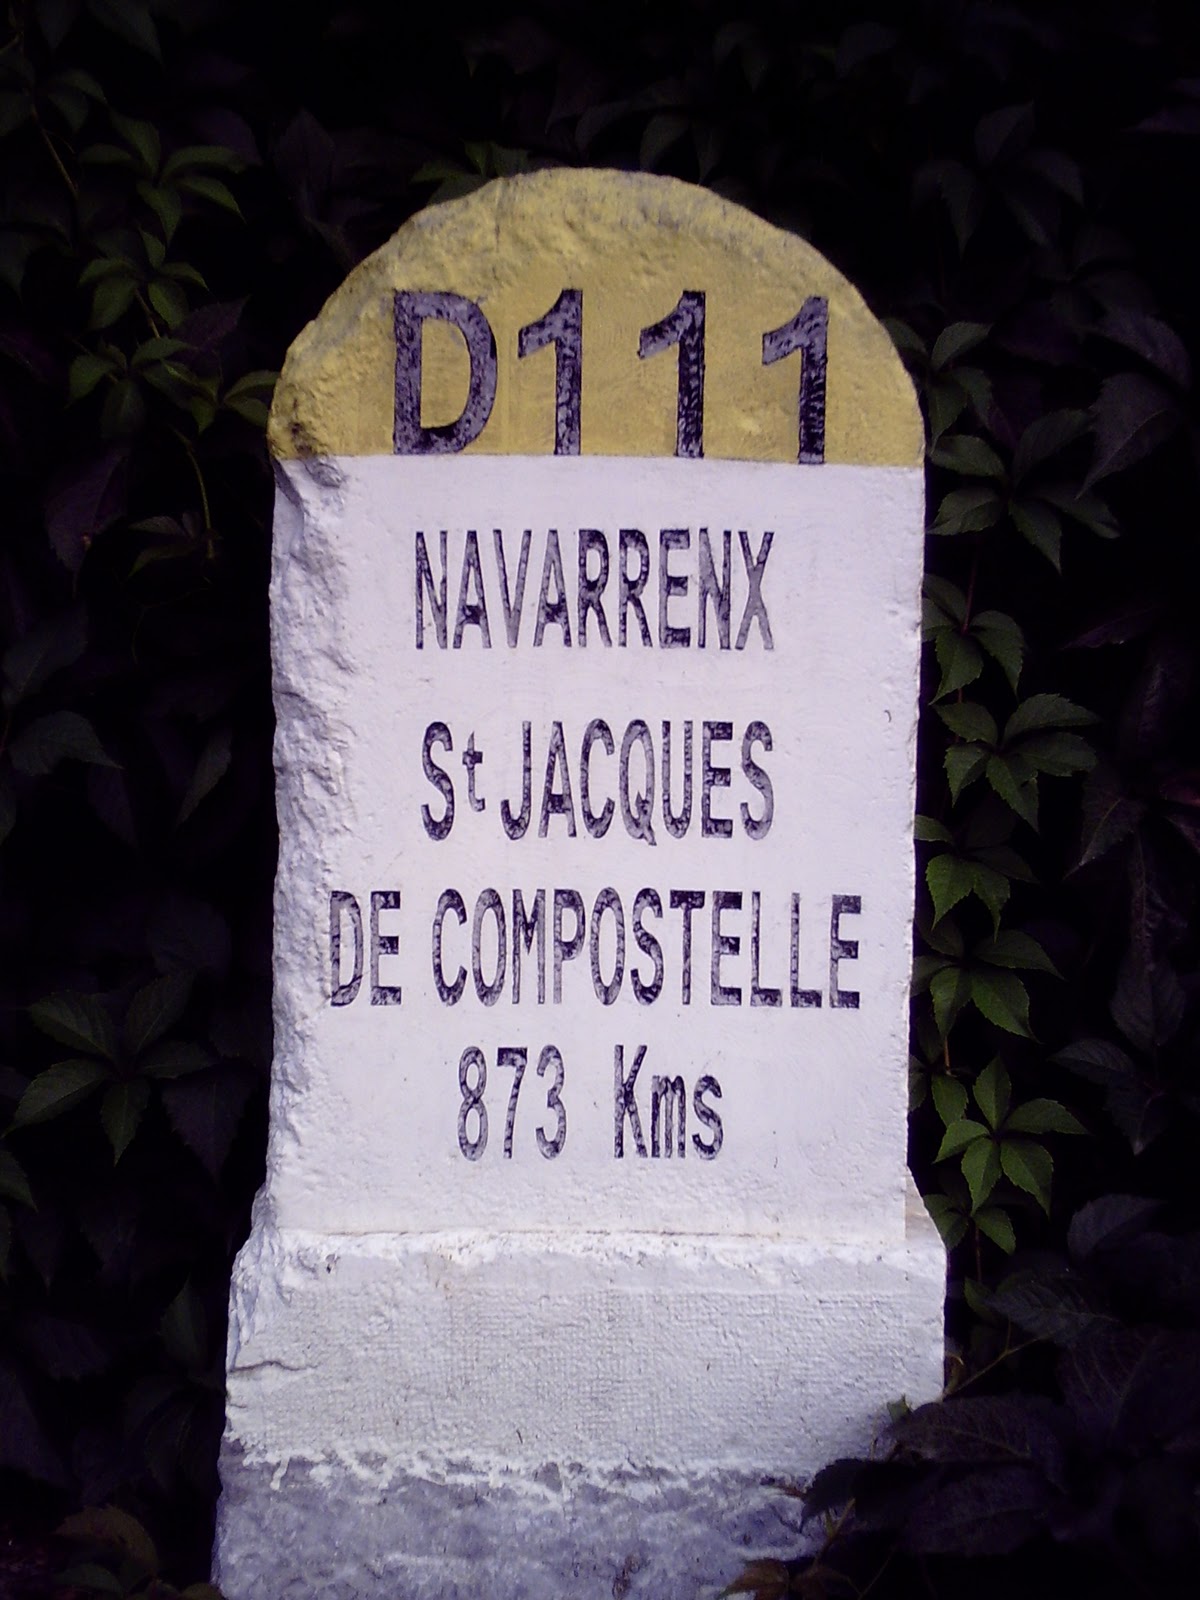 D111
NAVARRENX
St JACQUES
DE COMPOSTELLE
873 Kms